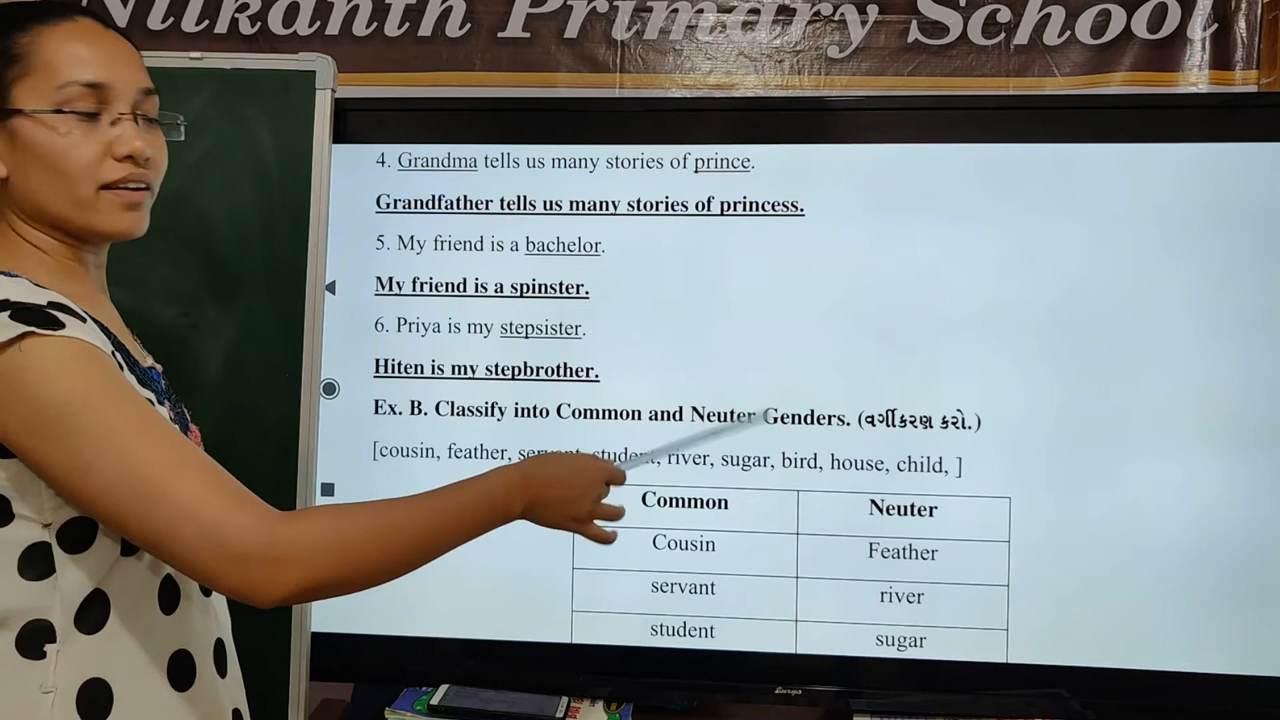 Nilkanth Primary School
4. Grandma tells us many stories of prince.
Grandfather tells us many stories of princess.
5. My friend is a bachelor.
My friend is a spinster.
6. Priya is my stepsister.
Hiten is my stepbrother.
Ex. B. Classify into Common and Neuter Genders. (વર્ગીકરણ કરો.)
[cousin, feather, servant, student, river, sugar, bird, house, child, ]
Common Neuter
Cousin Feather
servant river
student sugar